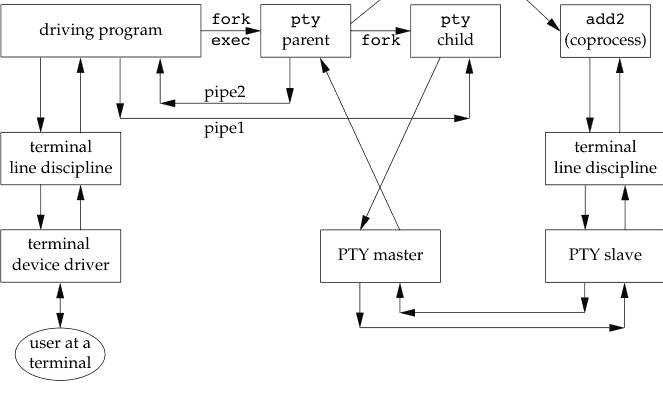 driving program
fork
exec
pty
parent
fork
pty
child
add2
(coprocess)
pipe2
pipe1
terminal
line discipline
terminal
line discipline
terminal
device driver
PTY master
PTY slave
user at a
terminal